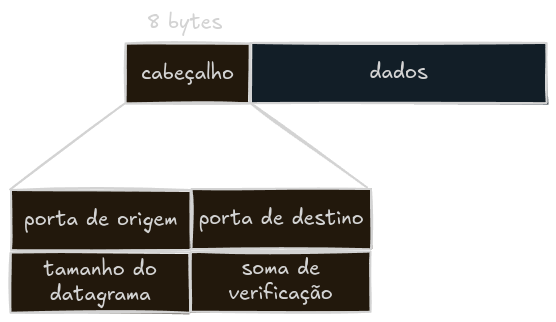 8 bytes
cabeçalho
dados
porta de origem
porta de destino
tamanho do
datagrama
soma de
verificação